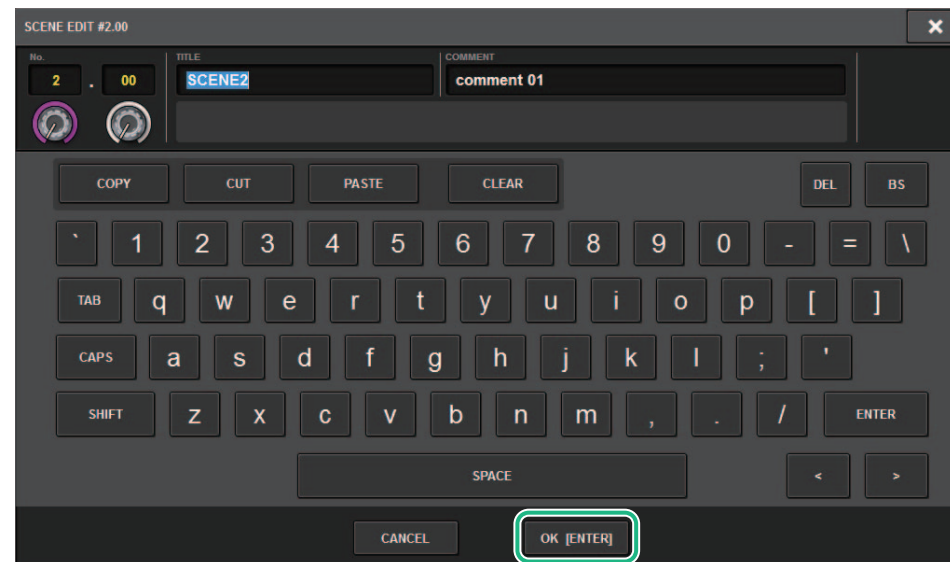 SCENE EDIT #2.00
×
No. TITLE COMMENT
2 . 00 SCENE2 comment 01
COPY CUT PASTE CLEAR DEL BS
` 1 2 3 4 5 6 7 8 9 0 - = \
TAB q w e r t y u i o p [ ]
CAPS a s d f g h j k l ; '
SHIFT z x c v b n m , . / ENTER
SPACE < >
CANCEL OK [ENTER]